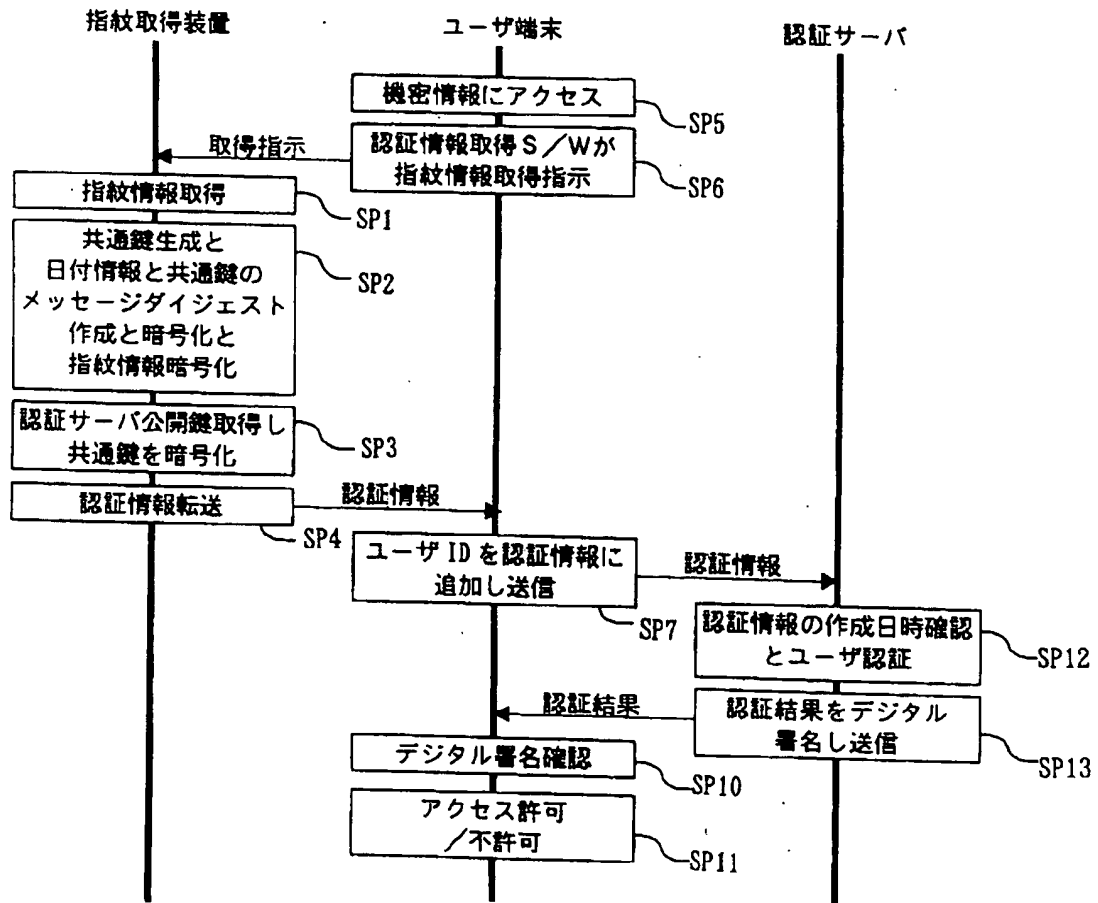 指紋取得装置
ユーザ端末
認証サーバ
機密情報にアクセス
SP5
取得指示
認証情報取得S/Wが
指紋情報取得指示
SP6
指紋情報取得
SP1
共通鍵生成と
日付情報と共通鍵の
メッセージダイジェスト
作成と暗号化と
指紋情報暗号化
SP2
認証サーバ公開鍵取得し
共通鍵を暗号化
SP3
認証情報転送
SP4
認証情報
ユーザIDを認証情報に
追加し送信
SP7
認証情報
認証情報の作成日時確認
とユーザ認証
SP12
認証結果
認証結果をデジタル
署名し送信
SP13
デジタル署名確認
SP10
アクセス許可
/不許可
SP11